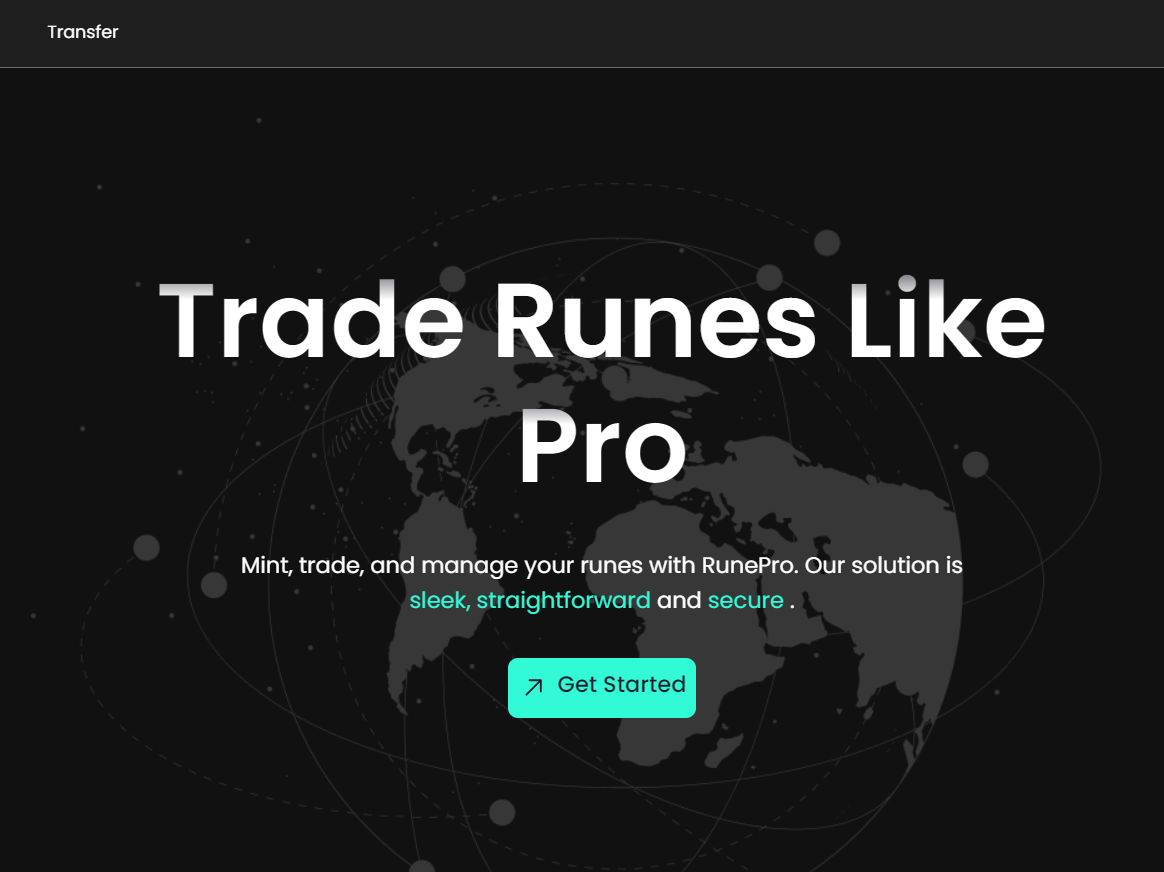 Transfer
Trade Runes Like
Pro
Mint, trade, and manage your runes with RunePro. Our solution is
sleek, straightforward and secure .
Get Started